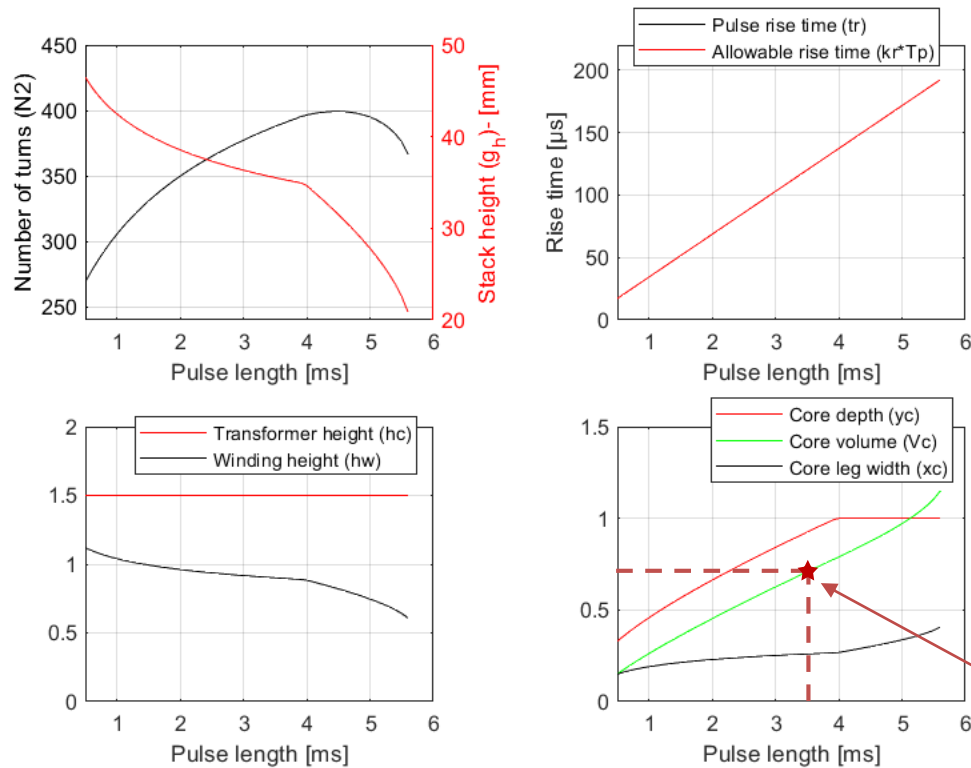 450
400
350
300
250
Number of turns (N2)
50
40
30
20
Stack height (g_h)- [mm]
1 2 3 4 5 6
Pulse length [ms]
Pulse rise time (tr)
Allowable rise time (kr*Tp)
200
150
100
50
0
Rise time [µs]
1 2 3 4 5 6
Pulse length [ms]
Transformer height (hc)
Winding height (hw)
2
1.5
1
0.5
0
1 2 3 4 5 6
Pulse length [ms]
Core depth (yc)
Core volume (Vc)
Core leg width (xc)
1.5
1
0.5
0
1 2 3 4 5 6
Pulse length [ms]